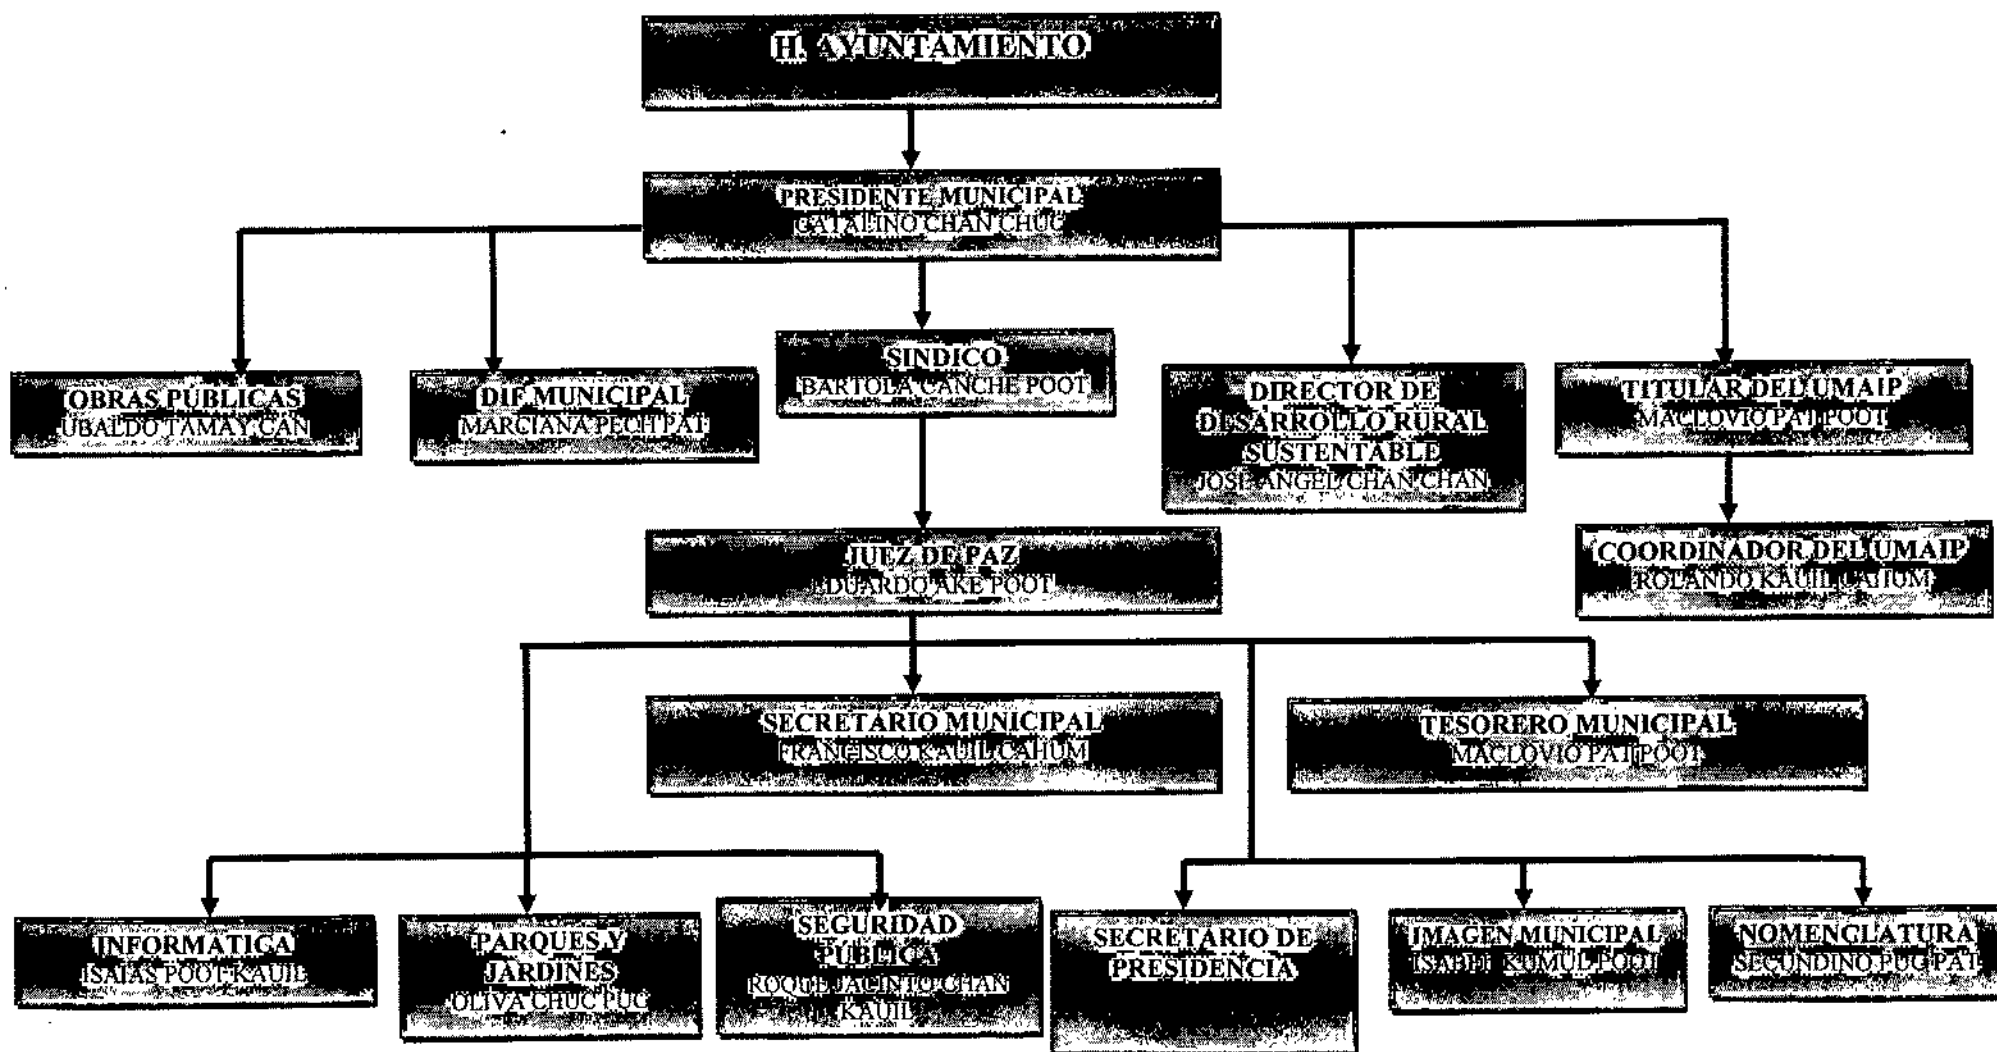 H. AYUNTAMIENTO
PRESIDENTE MUNICIPAL
CATALINO CHAN CHUC
OBRAS PUBLICAS
UBALDO TAMAY CAN
DIF MUNICIPAL
MARCIANA PECH PAT
SINDICO
BARTOLA CANCHE POOT
DIRECTOR DE
DESARROLLO RURAL
SUSTENTABLE
JOSE ANGEL CHAN CHAN
TITULAR DEL UMAIP
MACLOVIO PAT POOT
COORDINADOR DEL UMAIP
ROLANDO KAUIL CAHUM
JUEZ DE PAZ
EDUARDO AKE POOT
SECRETARIO MUNICIPAL
FRANCISCO KAUIL CAHUM
TESORERO MUNICIPAL
MACLOVIO PAT POOT
INFORMATICA
ISAIAS POOT KAUIL
PARQUES Y
JARDINES
OLIVA CHUC PUC
SEGURIDAD
PUBLICA
ROQUE JACINTO CHAN
KAUIL
SECRETARIO DE
PRESIDENCIA
IMAGEN MUNICIPAL
ISABEL KUMUL POOT
NOMENCLATURA
SECUNDINO PUC PAT